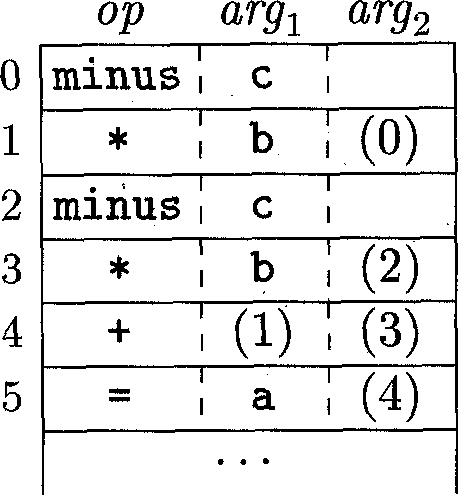 op arg₁ arg₂
0 minus c
1 * b (0)
2 minus c
3 * b (2)
4 + (1) (3)
5 = a (4)
...